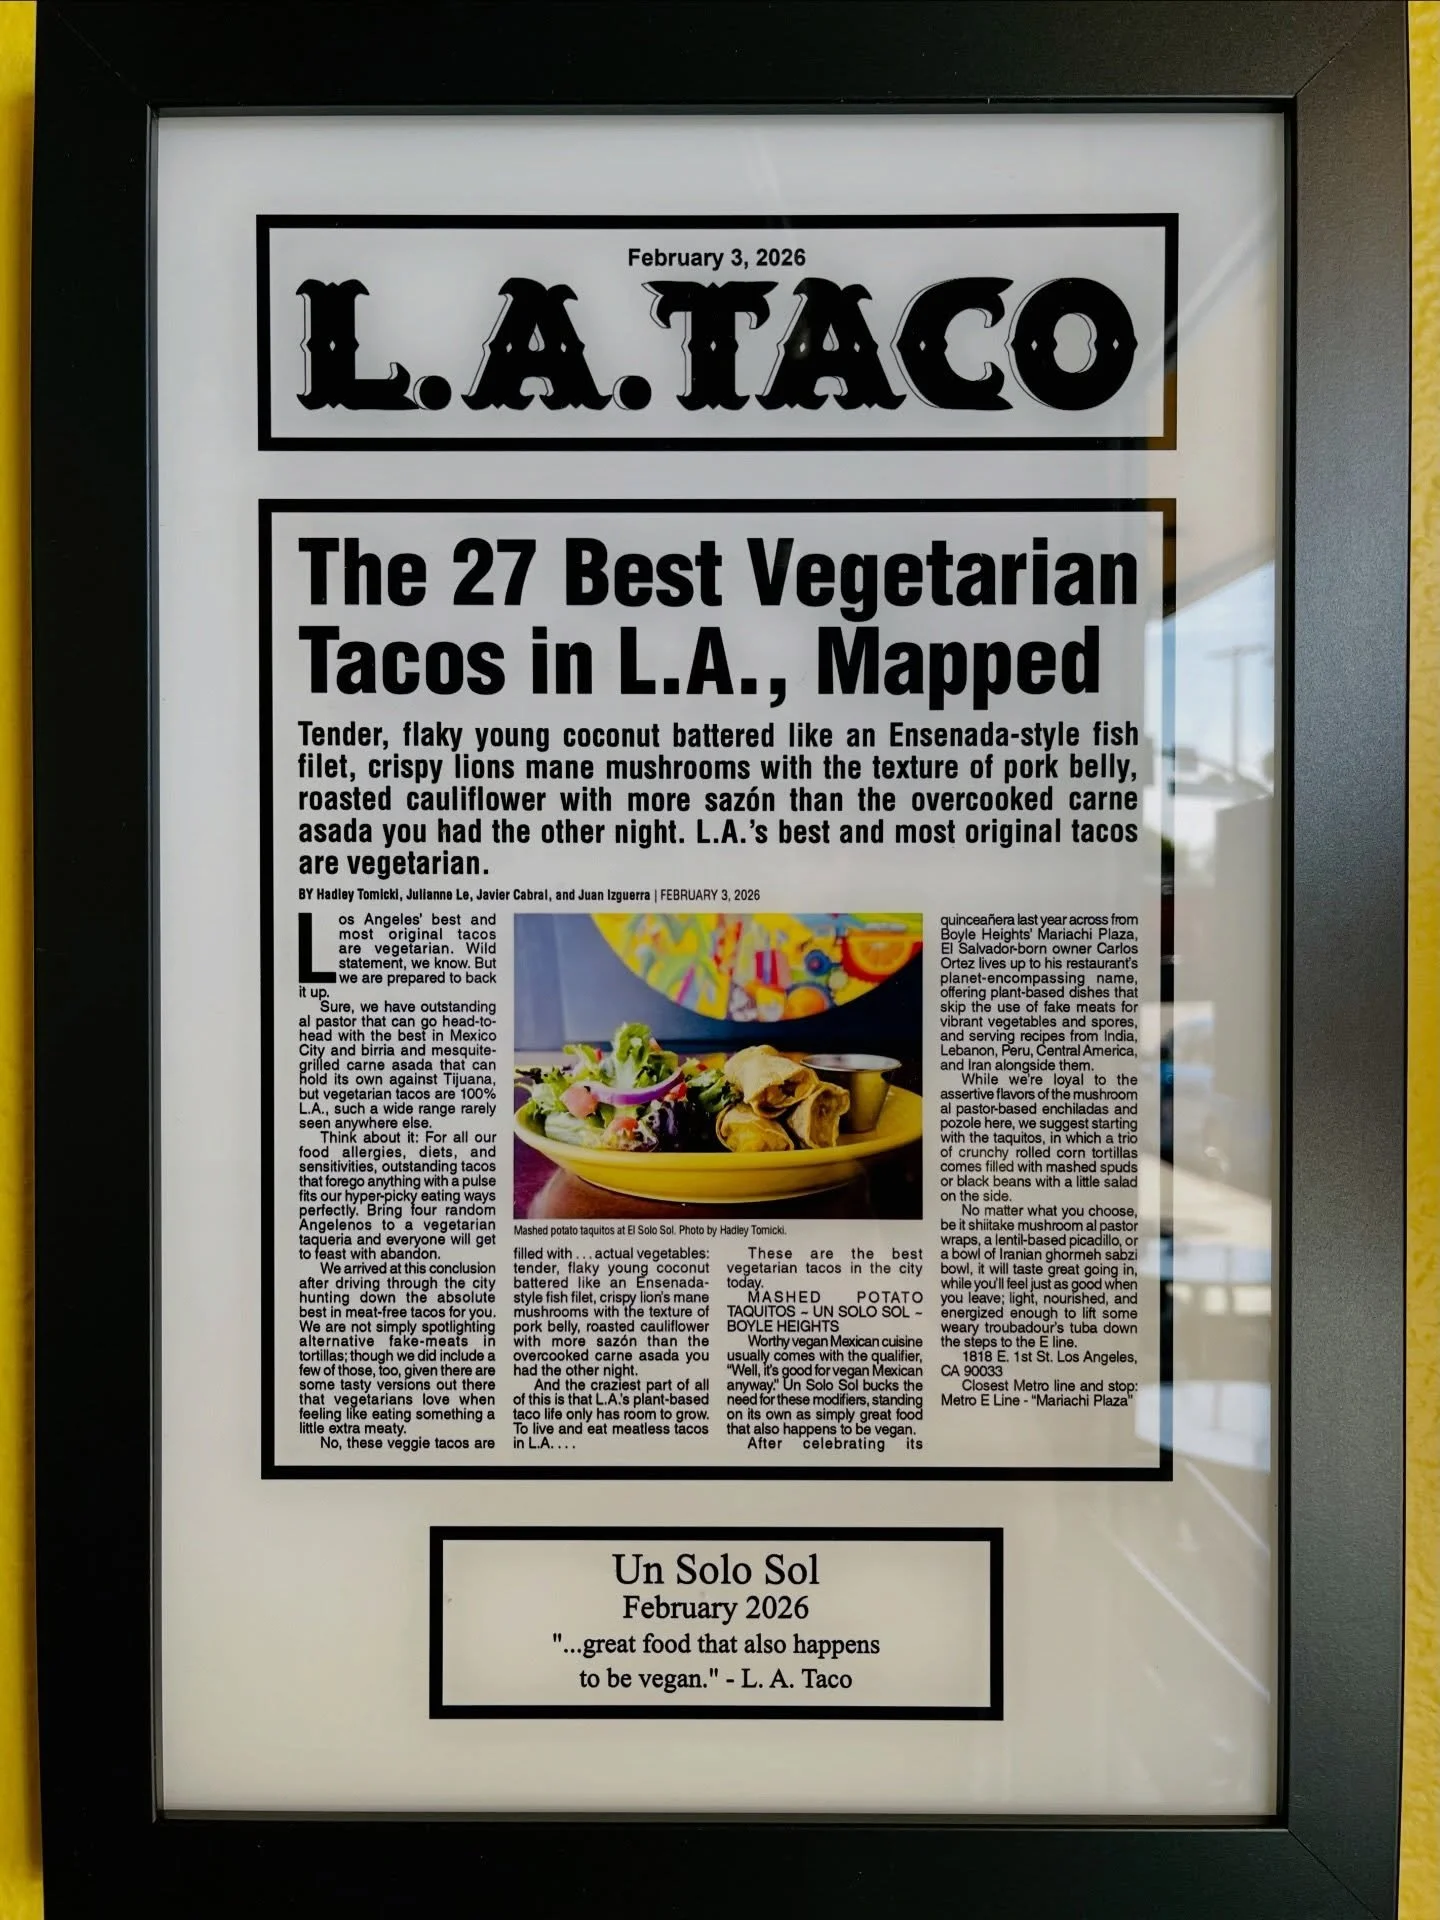 February 3, 2026
L.A. TACO
The 27 Best Vegetarian
Tacos in L.A., Mapped
Tender, flaky young coconut battered like an Ensenada-style fish
filet, crispy lions mane mushrooms with the texture of pork belly,
roasted cauliflower with more sazón than the overcooked carne
asada you had the other night. L.A.'s best and most original tacos
are vegetarian.
BY Hadley Tomicki, Julianne Le, Javier Cabral, and Juan Izguerra | FEBRUARY 3, 2026
Los Angeles' best and
most original tacos
are vegetarian. Wild
statement, we know. But
we are prepared to back
it up.
Sure, we have outstanding
al pastor that can go head-to-
head with the best in Mexico
City and birria and mesquite-
grilled carne asada that can
hold its own against Tijuana,
but vegetarian tacos are 100%
L.A., such a wide range rarely
seen anywhere else.
Think about it: For all our
food allergies, diets, and
sensitivities, outstanding tacos
that forego anything with a pulse
fits our hyper-picky eating ways
perfectly. Bring four random
Angelenos to a vegetarian
taqueria and everyone will get
to feast with abandon.
We arrived at this conclusion
after driving through the city
hunting down the absolute
best in meat-free tacos for you.
We are not simply spotlighting
alternative fake-meats in
tortillas; though we did include a
few of those, too, given there are
some tasty versions out there
that vegetarians love when
feeling like eating something a
little extra meaty.
No, these veggie tacos are
Mashed potato taquitos at El Solo Sol. Photo by Hadley Tomicki.
filled with . . . actual vegetables:
tender, flaky young coconut
battered like an Ensenada-
style fish filet, crispy lion's mane
mushrooms with the texture of
pork belly, roasted cauliflower
with more sazón than the
overcooked carne asada you
had the other night.
And the craziest part of all
of this is that L.A.'s plant-based
taco life only has room to grow.
To live and eat meatless tacos
in L.A. . . .
These are the best
vegetarian tacos in the city
today.
MASHED POTATO
TAQUITOS ~ UN SOLO SOL ~
BOYLE HEIGHTS
Worthy vegan Mexican cuisine
usually comes with the qualifier,
"Well, it's good for vegan Mexican
anyway." Un Solo Sol bucks the
need for these modifiers, standing
on its own as simply great food
that also happens to be vegan.
After celebrating its
quinceañera last year across from
Boyle Heights' Mariachi Plaza,
El Salvador-born owner Carlos
Ortez lives up to his restaurant's
planet-encompassing name,
offering plant-based dishes that
skip the use of fake meats for
vibrant vegetables and spores,
and serving recipes from India,
Lebanon, Peru, Central America,
and Iran alongside them.
While we're loyal to the
assertive flavors of the mushroom
al pastor-based enchiladas and
pozole here, we suggest starting
with the taquitos, in which a trio
of crunchy rolled corn tortillas
comes filled with mashed spuds
or black beans with a little salad
on the side.
No matter what you choose,
be it shiitake mushroom al pastor
wraps, a lentil-based picadillo, or
a bowl of Iranian ghormeh sabzi
bowl, it will taste great going in,
while you'll feel just as good when
you leave; light, nourished, and
energized enough to lift some
weary troubadour's tuba down
the steps to the E line.
1818 E. 1st St. Los Angeles,
CA 90033
Closest Metro line and stop:
Metro E Line - "Mariachi Plaza"
Un Solo Sol
February 2026
"...great food that also happens
to be vegan." - L. A. Taco